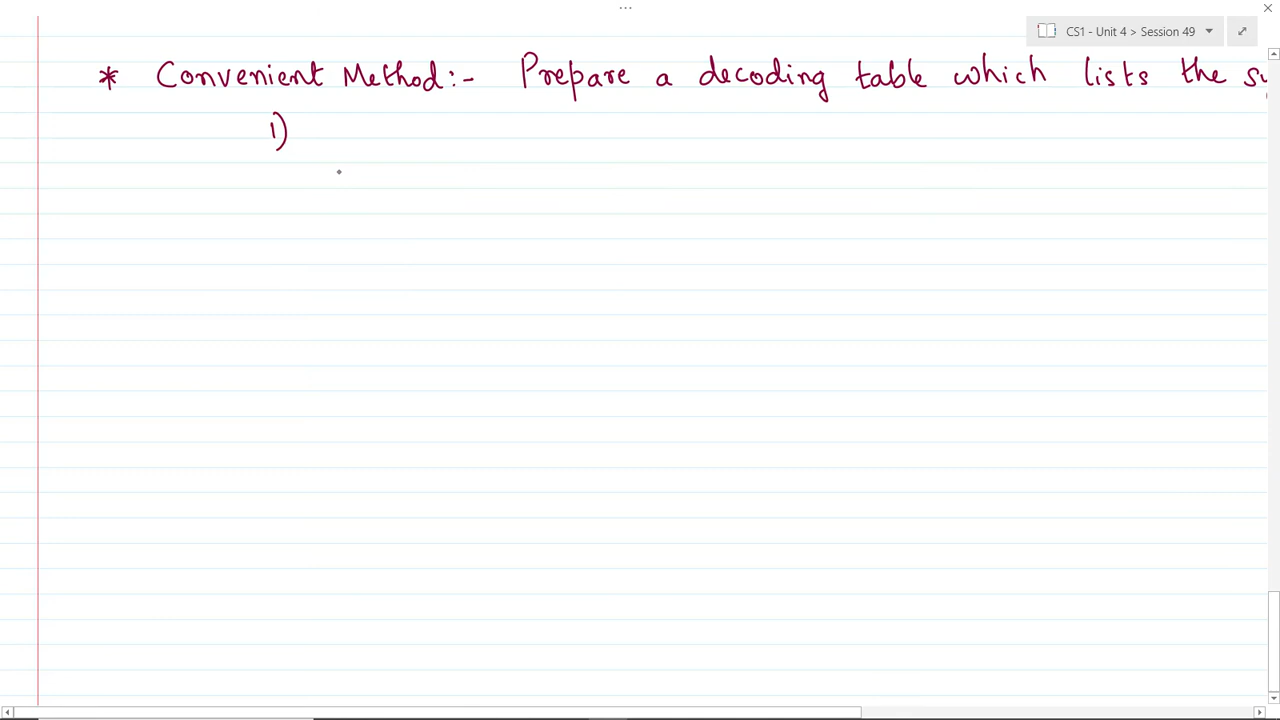 CS1 - Unit 4 > Session 49
* Convenient Method:- Prepare a decoding table which lists the
1)